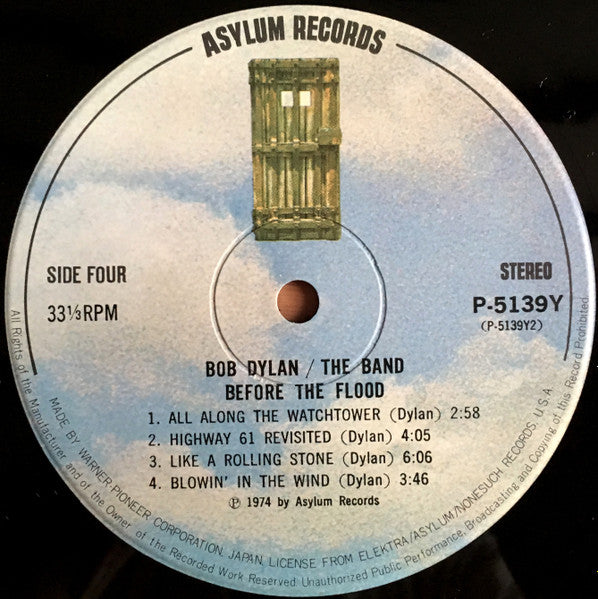 ASYLUM RECORDS
SIDE FOUR
33⅓RPM
STEREO
P-5139Y
(P-5139Y2)
BOB DYLAN / THE BAND
BEFORE THE FLOOD
1. ALL ALONG THE WATCHTOWER (Dylan) 2:58
2. HIGHWAY 61 REVISITED (Dylan) 4:05
3. LIKE A ROLLING STONE (Dylan) 6:06
4. BLOWIN' IN THE WIND (Dylan) 3:46
Ⓟ 1974 by Asylum Records
MADE BY WARNER-PIONEER CORPORATION, JAPAN, LICENSE FROM ELEKTRA/ASYLUM/NONESUCH RECORDS, U.S.A.
All Rights of the Manufacturer and of the Owner of the Recorded Work Reserved. Unauthorized Public Performance, Broadcasting and Copying of this Record Prohibited.